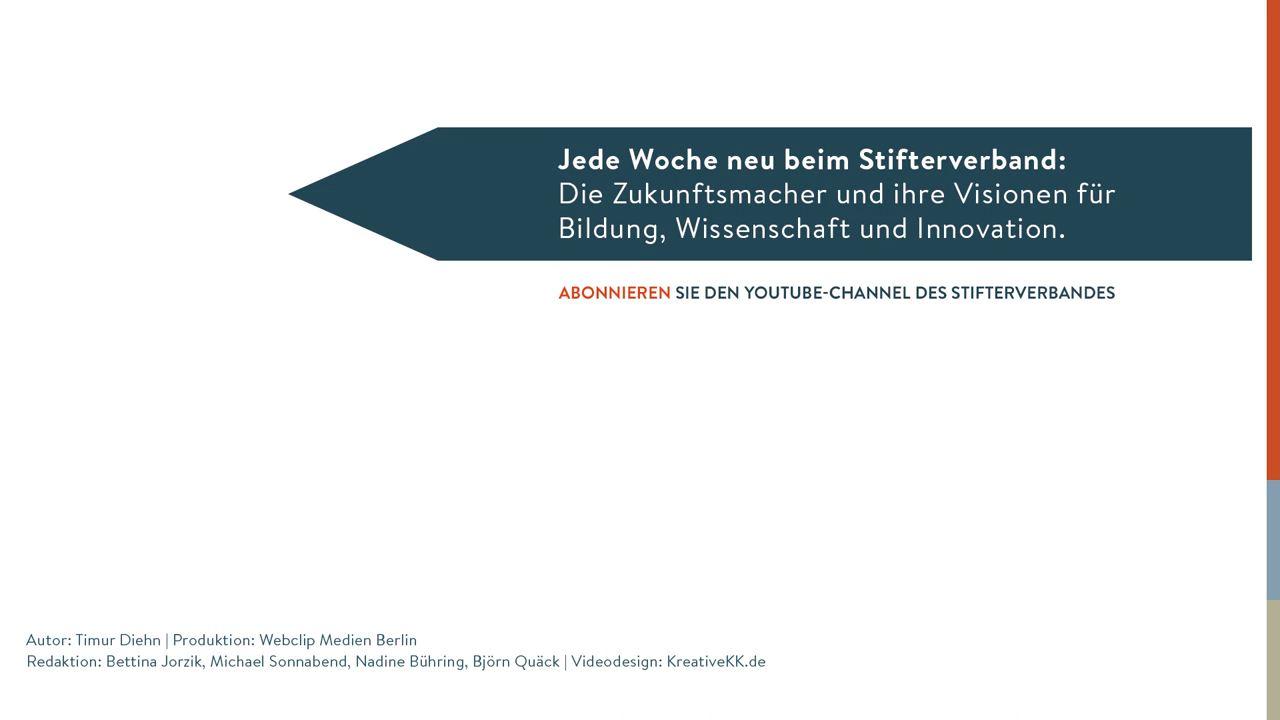 Jede Woche neu beim Stifterverband:
Die Zukunftsmacher und ihre Visionen für
Bildung, Wissenschaft und Innovation.
ABONNIEREN SIE DEN YOUTUBE-CHANNEL DES STIFTERVERBANDES
Autor: Timur Diehn | Produktion: Webclip Medien Berlin
Redaktion: Bettina Jorzik, Michael Sonnabend, Nadine Bühring, Björn Quäck | Videodesign: KreativeKK.de